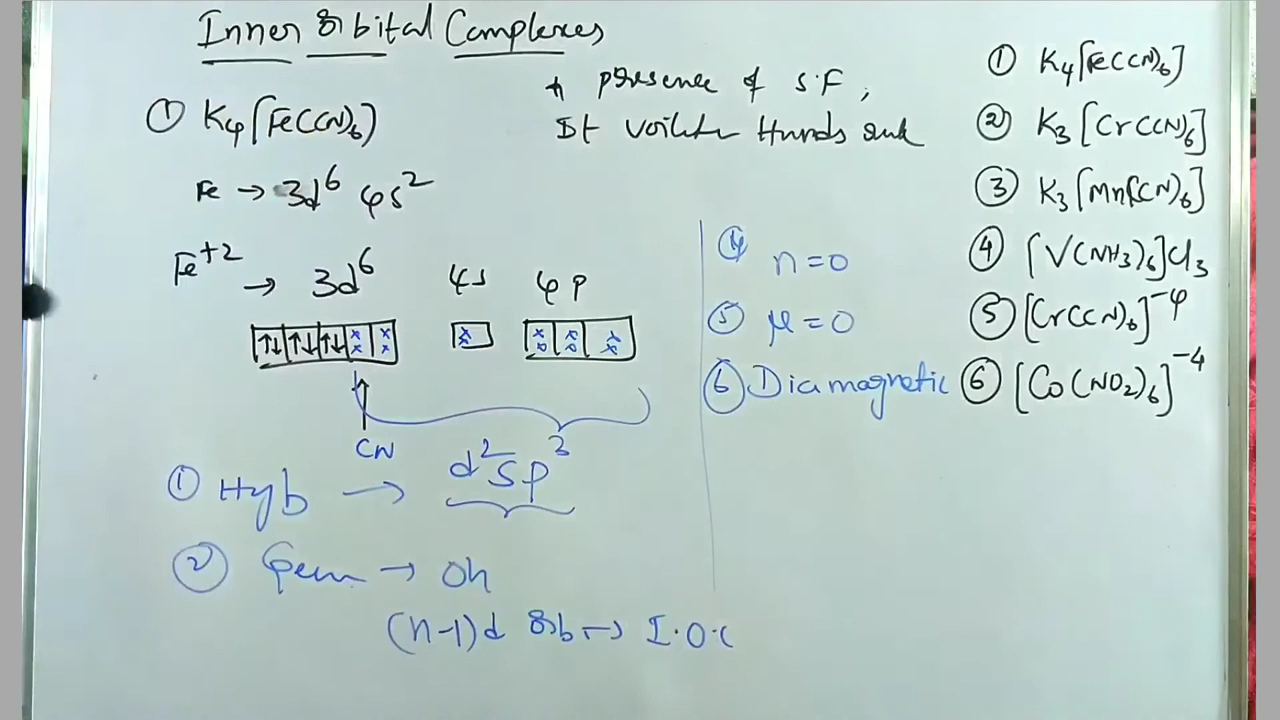 Inner Orbital Complexes
* presence of S.F,
It voilate Hunds rule
① K4[Fe(CN)6]
Fe → 3d⁶ 4s²
Fe⁺² → 3d⁶ 4s 4p
CN
① Hyb → d²sp³
② Geom → Oh
(n-1)d Orb → I.O.C
④ n=0
⑤ μ=0
⑥ Diamagnetic
① K4[Fe(CN)6]
② K3[Cr(CN)6]
③ K3[Mn(CN)6]
④ [V(NH3)6]Cl3
⑤ [Cr(CN)6]⁻⁴
⑥ [Co(NO2)6]⁻⁴